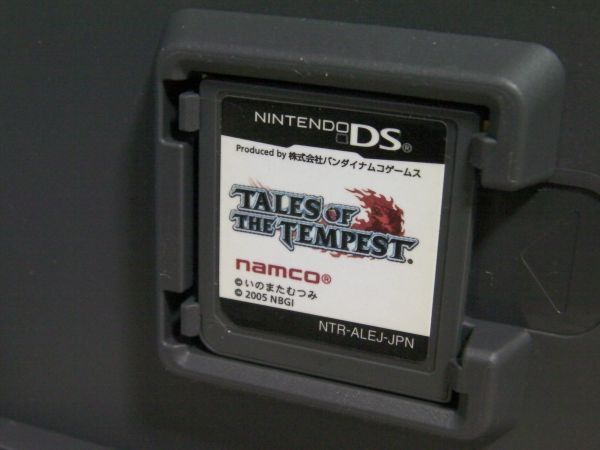 NINTENDO DS®
Produced by 株式会社バンダイナムコゲームス
TALES OF
THE TEMPEST.
namco®
©いのまたむつみ
© 2005 NBGI
NTR-ALEJ-JPN